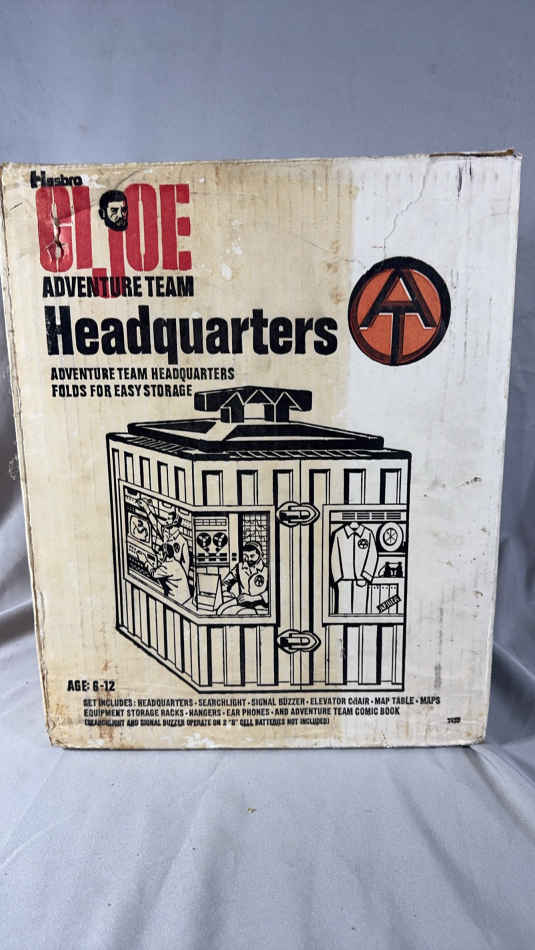 Hasbro
GI JOE
ADVENTURE TEAM
Headquarters
AT
ADVENTURE TEAM HEADQUARTERS
FOLDS FOR EASY STORAGE
AGE: 6-12
SET INCLUDES: HEADQUARTERS • SEARCHLIGHT • SIGNAL BUZZER • ELEVATOR CHAIR • MAP TABLE • MAPS
EQUIPMENT STORAGE RACKS • HANGERS • EAR PHONES • AND ADVENTURE TEAM COMIC BOOK
(SEARCHLIGHT AND SIGNAL BUZZER OPERATE ON 2 "D" CELL BATTERIES NOT INCLUDED)